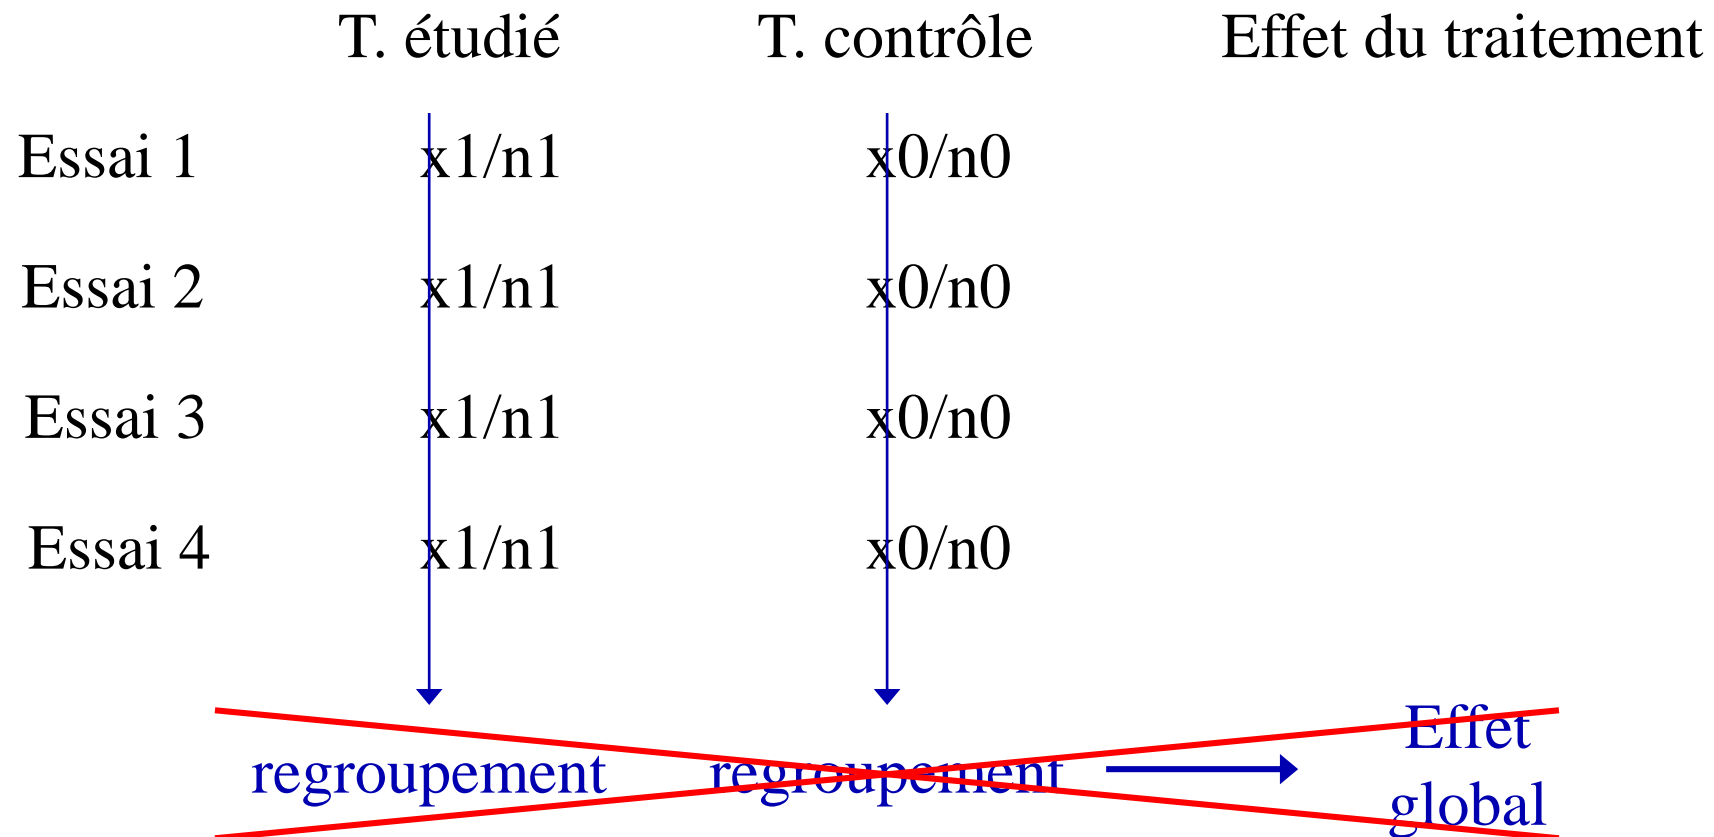 T. étudié T. contrôle Effet du traitement
Essai 1 x1/n1 x0/n0
Essai 2 x1/n1 x0/n0
Essai 3 x1/n1 x0/n0
Essai 4 x1/n1 x0/n0
regroupement regroupement Effet
global